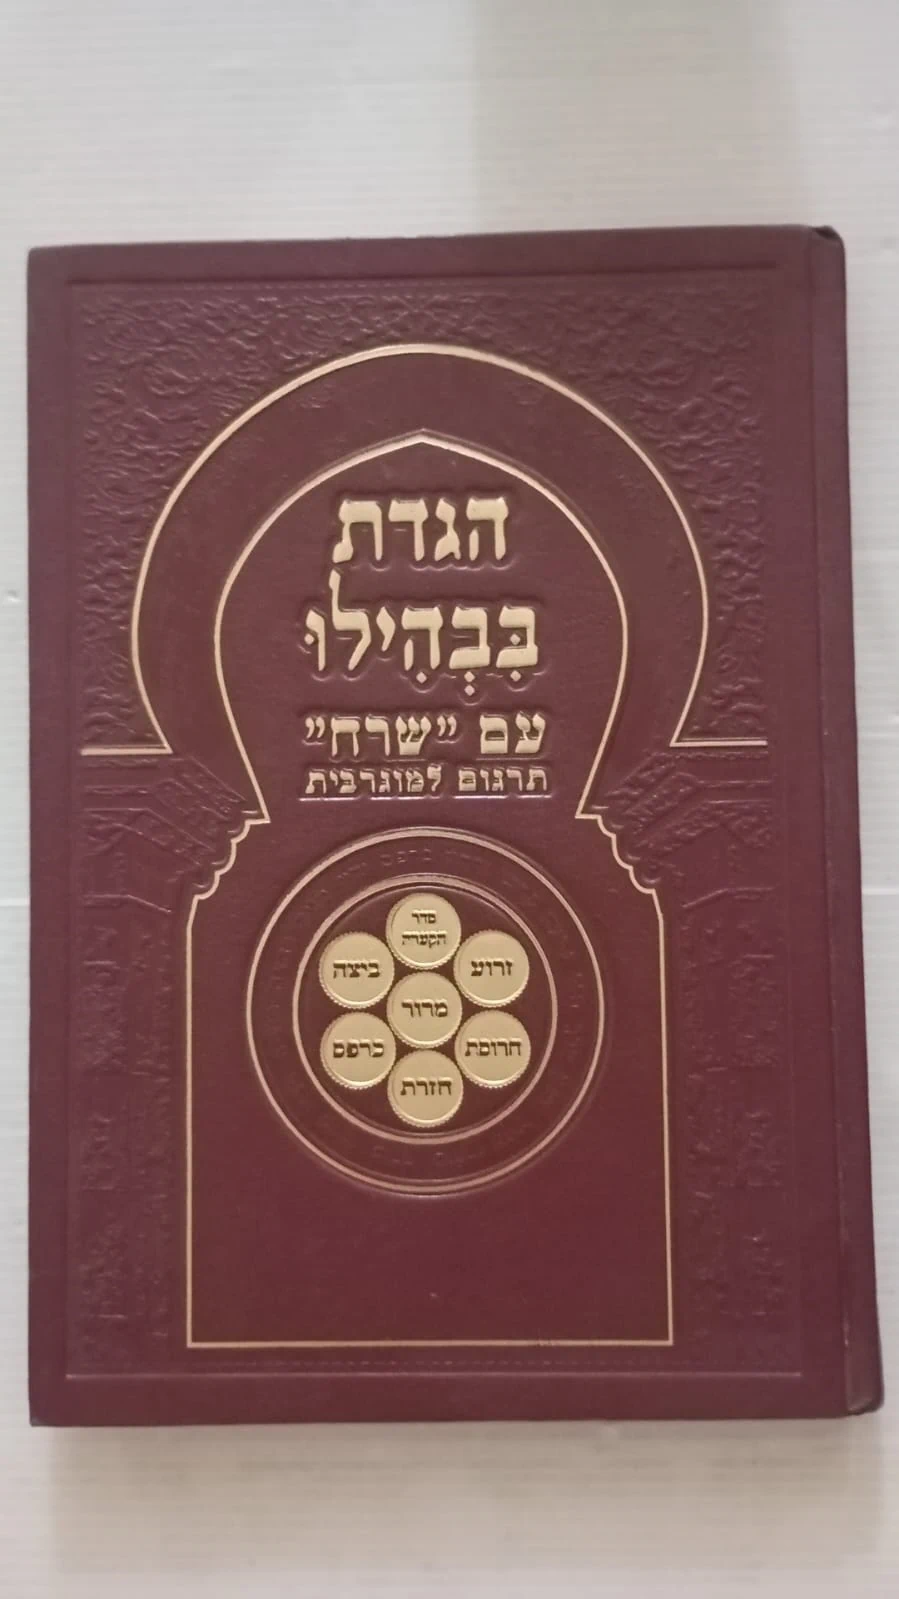 הגדת
בִּבְהִילוּ
עם "שרח"
תרגום למוגרבית
סדר
הקערה
ביצה
זרוע
מרור
כרפס
חרוסת
חזרת